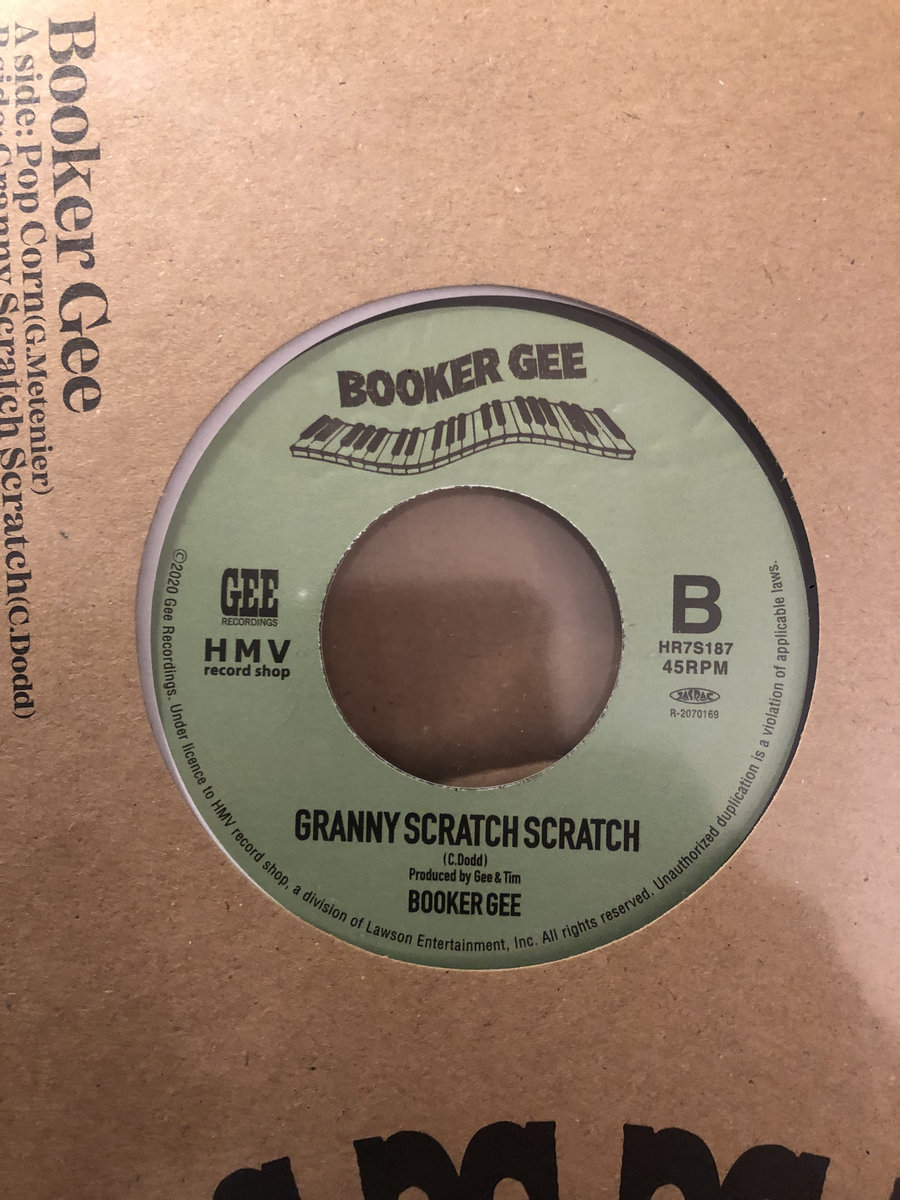 Booker Gee
A side: Pop Corn(G.Metenier)
B side: Granny Scratch Scratch(C.Dodd)
BOOKER GEE
GEE
RECORDINGS
HMV
record shop
B
HR7S187
45RPM
JASRAC
R-2070169
GRANNY SCRATCH SCRATCH
(C.Dodd)
Produced by Gee & Tim
BOOKER GEE
©2020 Gee Recordings. Under licence to HMV record shop, a division of Lawson Entertainment, Inc. All rights reserved. Unauthorized duplication is a violation of applicable laws.